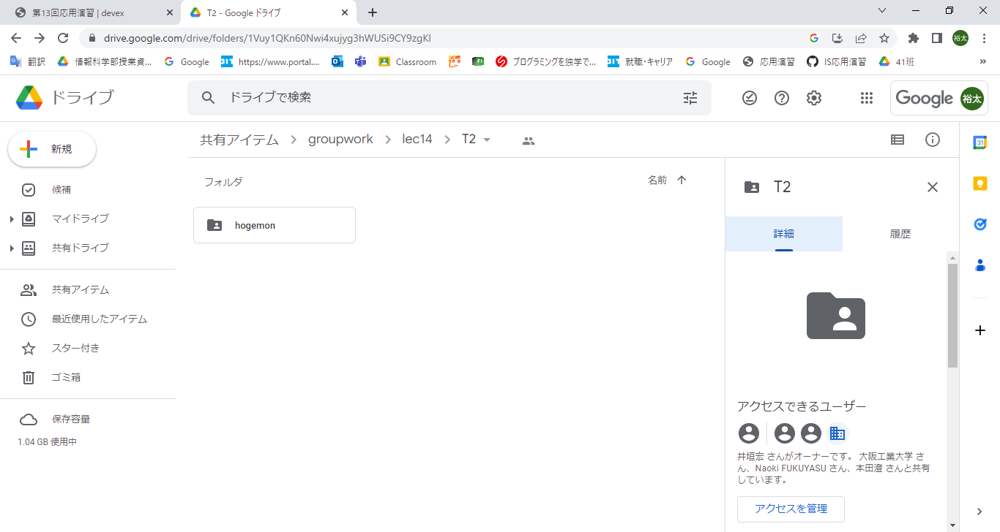 第13回応用演習 | devex
T2 - Google ドライブ
drive.google.com/drive/folders/1Vuy1QKn60Nwi4xujyg3hWUSi9CY9zgKI
裕太
翻訳
情報科学部授業資...
Google
https://www.portal....
Classroom
プログラミングを独学で...
就職・キャリア
Google
応用演習
IS応用演習
41班
ドライブ
ドライブで検索
Google
裕太
新規
候補
マイドライブ
共有ドライブ
共有アイテム
最近使用したアイテム
スター付き
ゴミ箱
保存容量
1.04 GB 使用中
共有アイテム
groupwork
lec14
T2
フォルダ
名前
hogemon
T2
詳細
履歴
アクセスできるユーザー
井垣宏 さんがオーナーです。 大阪工業大学 さ
ん、Naoki FUKUYASU さん、本田澄 さんと共有
しています。
アクセスを管理
31